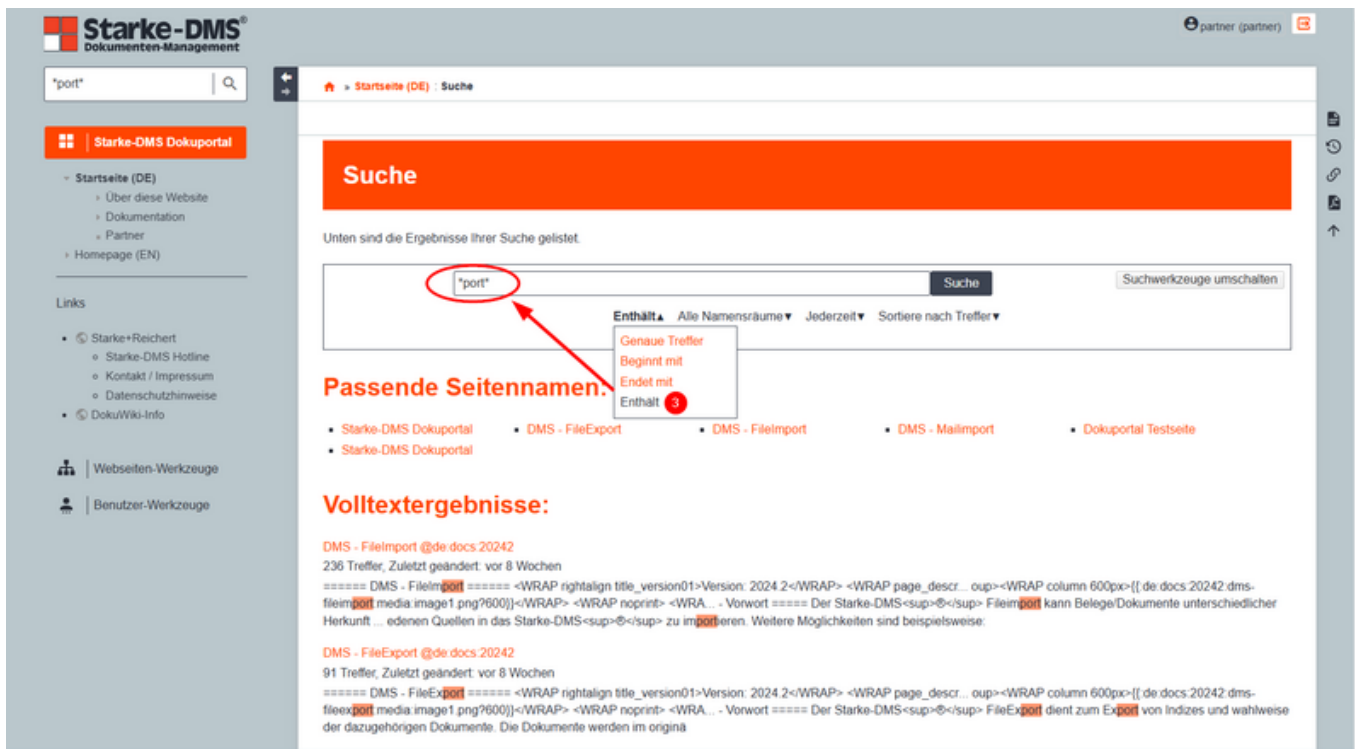 Starke-DMS®
Dokumenten-Management
partner (partner)
*port*
» Startseite (DE) : Suche
Starke-DMS Dokuportal
Startseite (DE)
Über diese Website
Dokumentation
Partner
Homepage (EN)
Links
Starke+Reichert
Starke-DMS Hotline
Kontakt / Impressum
Datenschutzhinweise
DokuWiki-Info
Webseiten-Werkzeuge
Benutzer-Werkzeuge
Suche
Unten sind die Ergebnisse Ihrer Suche gelistet.
*port* Suche Suchwerkzeuge umschalten
Enthält▲ Alle Namensräume▼ Jederzeit▼ Sortiere nach Treffer▼
Genaue Treffer
Beginnt mit
Endet mit
Enthält 3
Passende Seitennamen:
Starke-DMS Dokuportal DMS - FileExport DMS - FileImport DMS - Mailimport Dokuportal Testseite
Starke-DMS Dokuportal
Volltextergebnisse:
DMS - FileImport @de:docs:20242
236 Treffer, Zuletzt geändert: vor 8 Wochen
====== DMS - FileImport ====== <WRAP rightalign title_version01>Version: 2024.2</WRAP> <WRAP page_descr... oup><WRAP column 600px>{{:de:docs:20242:dms-
fileimport:media:image1.png?600}}</WRAP> <WRAP noprint> <WRA... - Vorwort ===== Der Starke-DMS<sup>®</sup> Fileimport kann Belege/Dokumente unterschiedlicher
Herkunft ... edenen Quellen in das Starke-DMS<sup>®</sup> zu importieren. Weitere Möglichkeiten sind beispielsweise:
DMS - FileExport @de:docs:20242
91 Treffer, Zuletzt geändert: vor 8 Wochen
====== DMS - FileExport ====== <WRAP rightalign title_version01>Version: 2024.2</WRAP> <WRAP page_descr... oup><WRAP column 600px>{{:de:docs:20242:dms-
fileexport:media:image1.png?600}}</WRAP> <WRAP noprint> <WRA... - Vorwort ===== Der Starke-DMS<sup>®</sup> FileExport dient zum Export von Indizes und wahlweise
der dazugehörigen Dokumente. Die Dokumente werden im originä